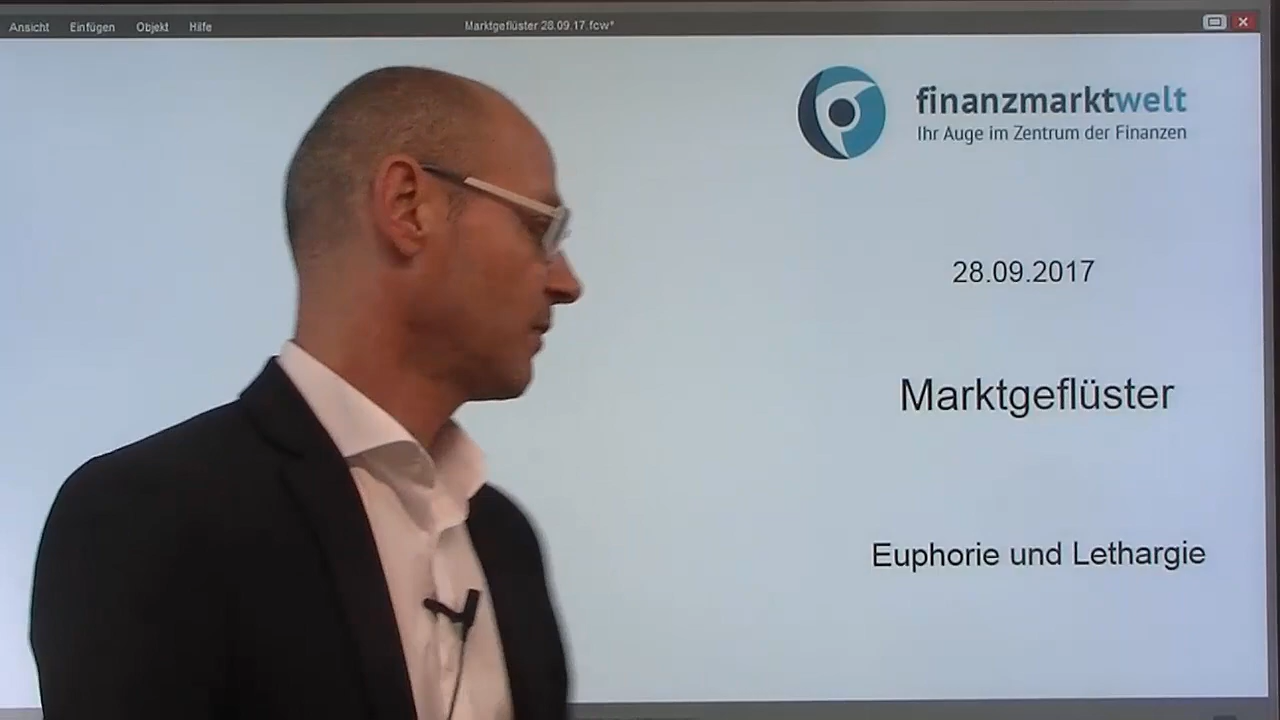 Ansicht Einfügen Objekt Hilfe Marktgeflüster 28.09.17.fcw*
finanzmarktwelt
Ihr Auge im Zentrum der Finanzen
28.09.2017
Marktgeflüster
Euphorie und Lethargie